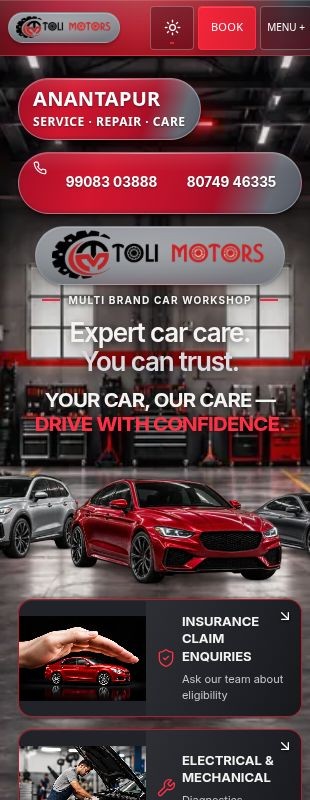 TOLI MOTORS
BOOK
MENU +
ANANTAPUR
SERVICE · REPAIR · CARE
99083 03888 80749 46335
TOLI MOTORS
MULTI BRAND CAR WORKSHOP
Expert car care.
You can trust.
YOUR CAR, OUR CARE —
DRIVE WITH CONFIDENCE.
INSURANCE
CLAIM
ENQUIRIES
Ask our team about
eligibility
ELECTRICAL &
MECHANICAL
Diagnostics